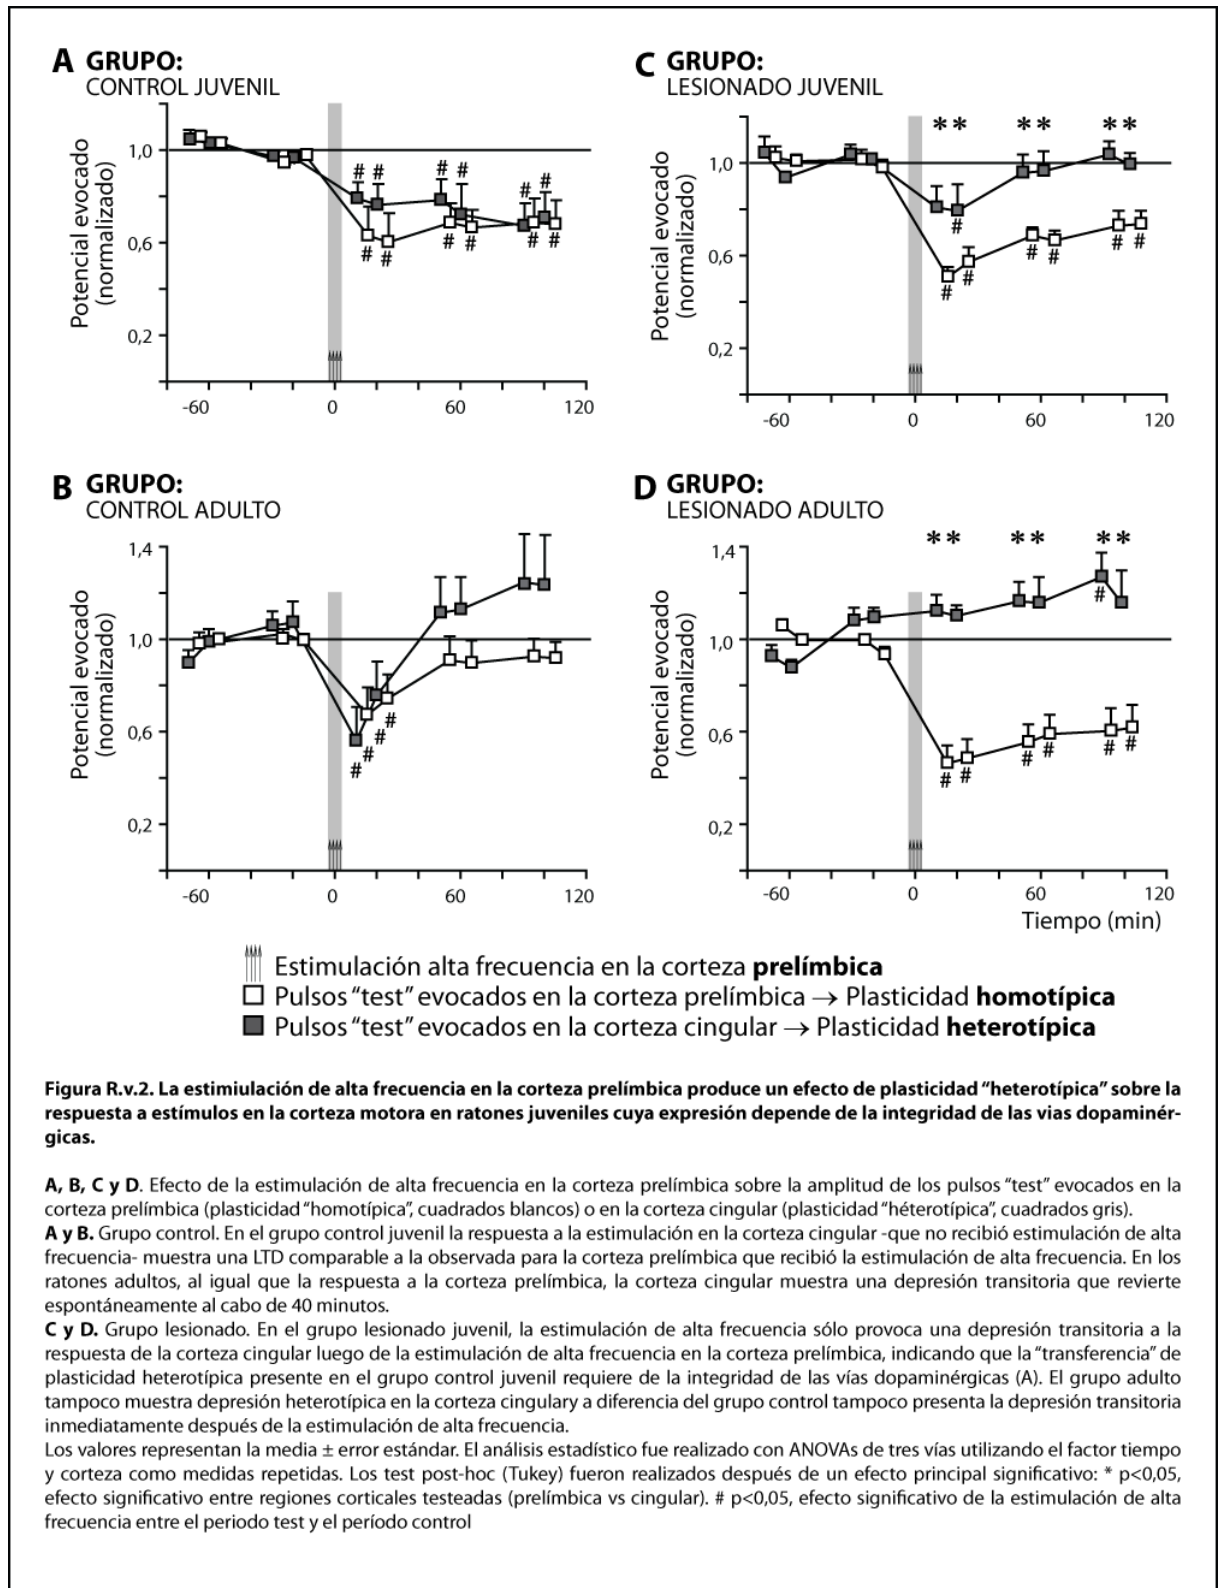 A GRUPO:
CONTROL JUVENIL
Potencial evocado
(normalizado)
1,0
0,6
0,2
# # # # # #
# # # # # #
-60 0 60 120
C GRUPO:
LESIONADO JUVENIL
** ** **
Potencial evocado
(normalizado)
1,0
0,6
0,2
#
# # # # # #
-60 0 60 120
B GRUPO:
CONTROL ADULTO
Potencial evocado
(normalizado)
1,4
1,0
0,6
0,2
# # # #
-60 0 60 120
D GRUPO:
LESIONADO ADULTO
** ** **
Potencial evocado
(normalizado)
1,4
1,0
0,6
0,2
#
# # # # # #
-60 0 60 120
Tiempo (min)
Estimulación alta frecuencia en la corteza prelímbica
Pulsos “test” evocados en la corteza prelímbica → Plasticidad homotípica
Pulsos “test” evocados en la corteza cingular → Plasticidad heterotípica
Figura R.v.2. La estimiulación de alta frecuencia en la corteza prelímbica produce un efecto de plasticidad “heterotípica” sobre la
respuesta a estímulos en la corteza motora en ratones juveniles cuya expresión depende de la integridad de las vias dopaminér-
gicas.
A, B, C y D. Efecto de la estimulación de alta frecuencia en la corteza prelímbica sobre la amplitud de los pulsos “test” evocados en la
corteza prelímbica (plasticidad “homotípica”, cuadrados blancos) o en la corteza cingular (plasticidad “héterotípica”, cuadrados gris).
A y B. Grupo control. En el grupo control juvenil la respuesta a la estimulación en la corteza cingular -que no recibió estimulación de alta
frecuencia- muestra una LTD comparable a la observada para la corteza prelímbica que recibió la estimulación de alta frecuencia. En los
ratones adultos, al igual que la respuesta a la corteza prelímbica, la corteza cingular muestra una depresión transitoria que revierte
espontáneamente al cabo de 40 minutos.
C y D. Grupo lesionado. En el grupo lesionado juvenil, la estimulación de alta frecuencia sólo provoca una depresión transitoria a la
respuesta de la corteza cingular luego de la estimulación de alta frecuencia en la corteza prelímbica, indicando que la “transferencia” de
plasticidad heterotípica presente en el grupo control juvenil requiere de la integridad de las vías dopaminérgicas (A). El grupo adulto
tampoco muestra depresión heterotípica en la corteza cingulary a diferencia del grupo control tampoco presenta la depresión transitoria
inmediatamente después de la estimulación de alta frecuencia.
Los valores representan la media ± error estándar. El análisis estadístico fue realizado con ANOVAs de tres vías utilizando el factor tiempo
y corteza como medidas repetidas. Los test post-hoc (Tukey) fueron realizados después de un efecto principal significativo: * p<0,05,
efecto significativo entre regiones corticales testeadas (prelímbica vs cingular). # p<0,05, efecto significativo de la estimulación de alta
frecuencia entre el periodo test y el período control